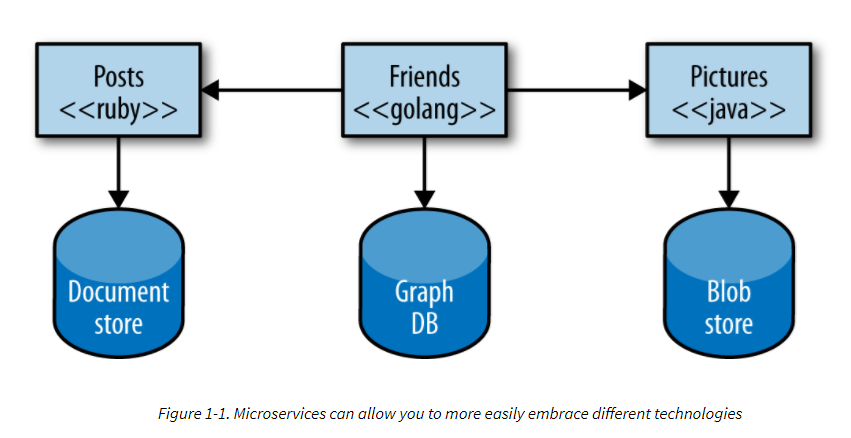 Posts
<<ruby>>
Friends
<<golang>>
Pictures
<<java>>
Document
store
Graph
DB
Blob
store
Figure 1-1. Microservices can allow you to more easily embrace different technologies